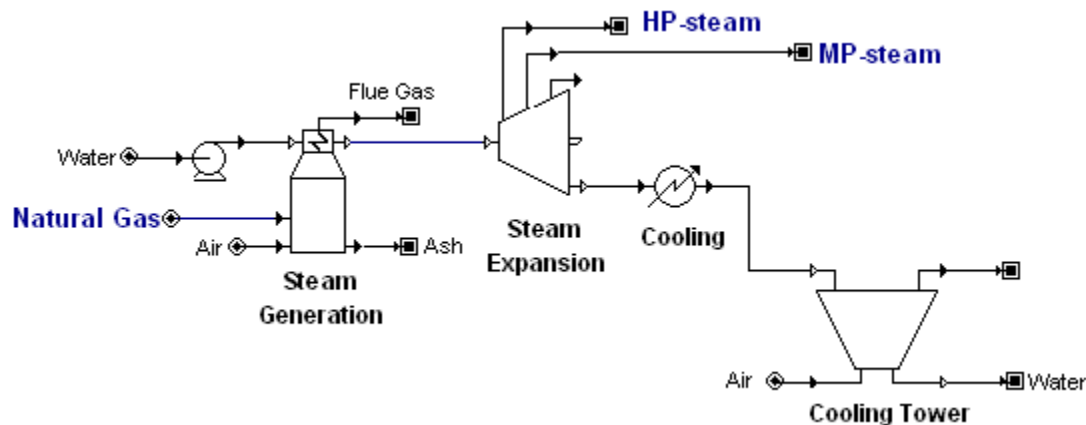 HP-steam
MP-steam
Flue Gas
Water
Natural Gas
Air
Ash
Steam
Generation
Steam
Expansion
Cooling
Air
Water
Cooling Tower